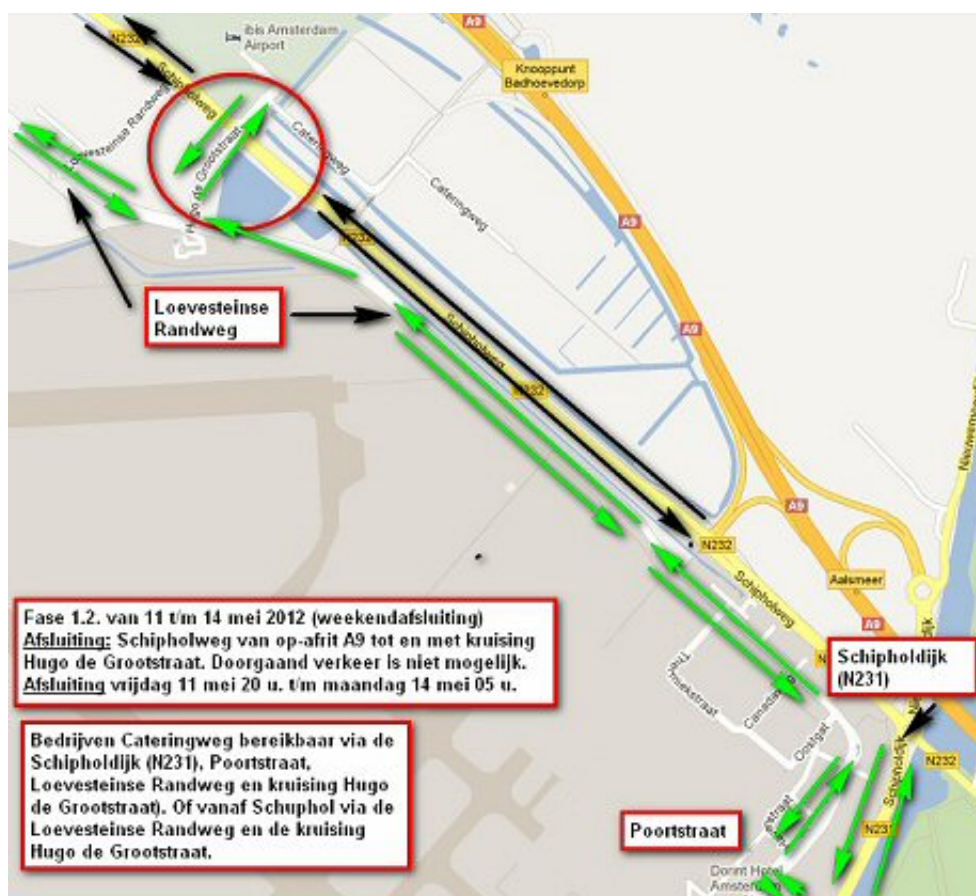 N232
ibis Amsterdam
Airport
A9
Knooppunt
Badhoevedorp
Schipholweg
Loevesteinse Randweg
Hugo de Grootstraat
Cateringweg
Cateringweg
A9
N232
Loevesteinse
Randweg
Schipholweg
A9
N232
A9
N232
Aalsmeer
Schipholweg
A9
Fase 1.2. van 11 t/m 14 mei 2012 (weekendafsluiting)
Afsluiting: Schipholweg van op-afrit A9 tot en met kruising
Hugo de Grootstraat. Doorgaand verkeer is niet mogelijk.
Afsluiting vrijdag 11 mei 20 u. t/m maandag 14 mei 05 u.
Schipholdijk
(N231)
Bedrijven Cateringweg bereikbaar via de
Schipholdijk (N231), Poortstraat,
Loevesteinse Randweg en kruising Hugo
de Grootstraat). Of vanaf Schuphol via de
Loevesteinse Randweg en de kruising
Hugo de Grootstraat.
Schipholdijk
N232
Poortstraat
N231
Dorint Hotel